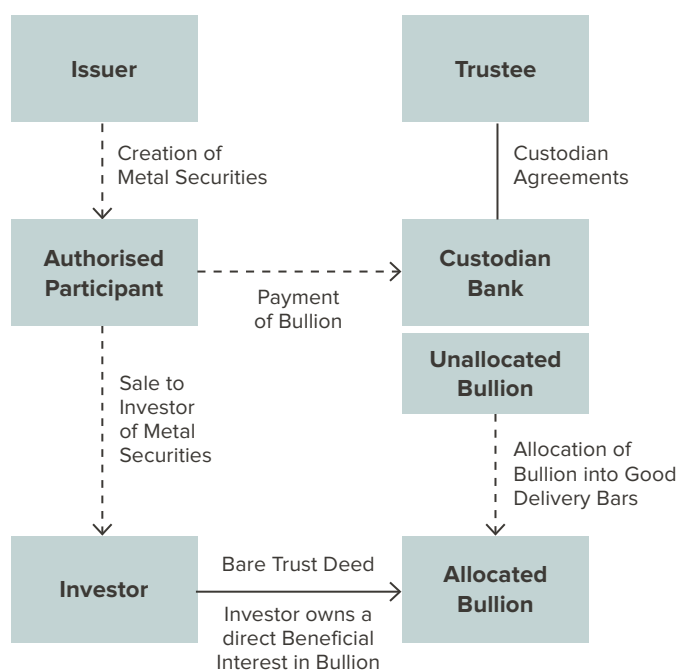 Issuer
Trustee
Creation of
Metal Securities
Custodian
Agreements
Authorised
Participant
Payment
of Bullion
Custodian
Bank
Unallocated
Bullion
Sale to
Investor
of Metal
Securities
Allocation of
Bullion into Good
Delivery Bars
Investor
Bare Trust Deed
Investor owns a
direct Beneficial
Interest in Bullion
Allocated
Bullion